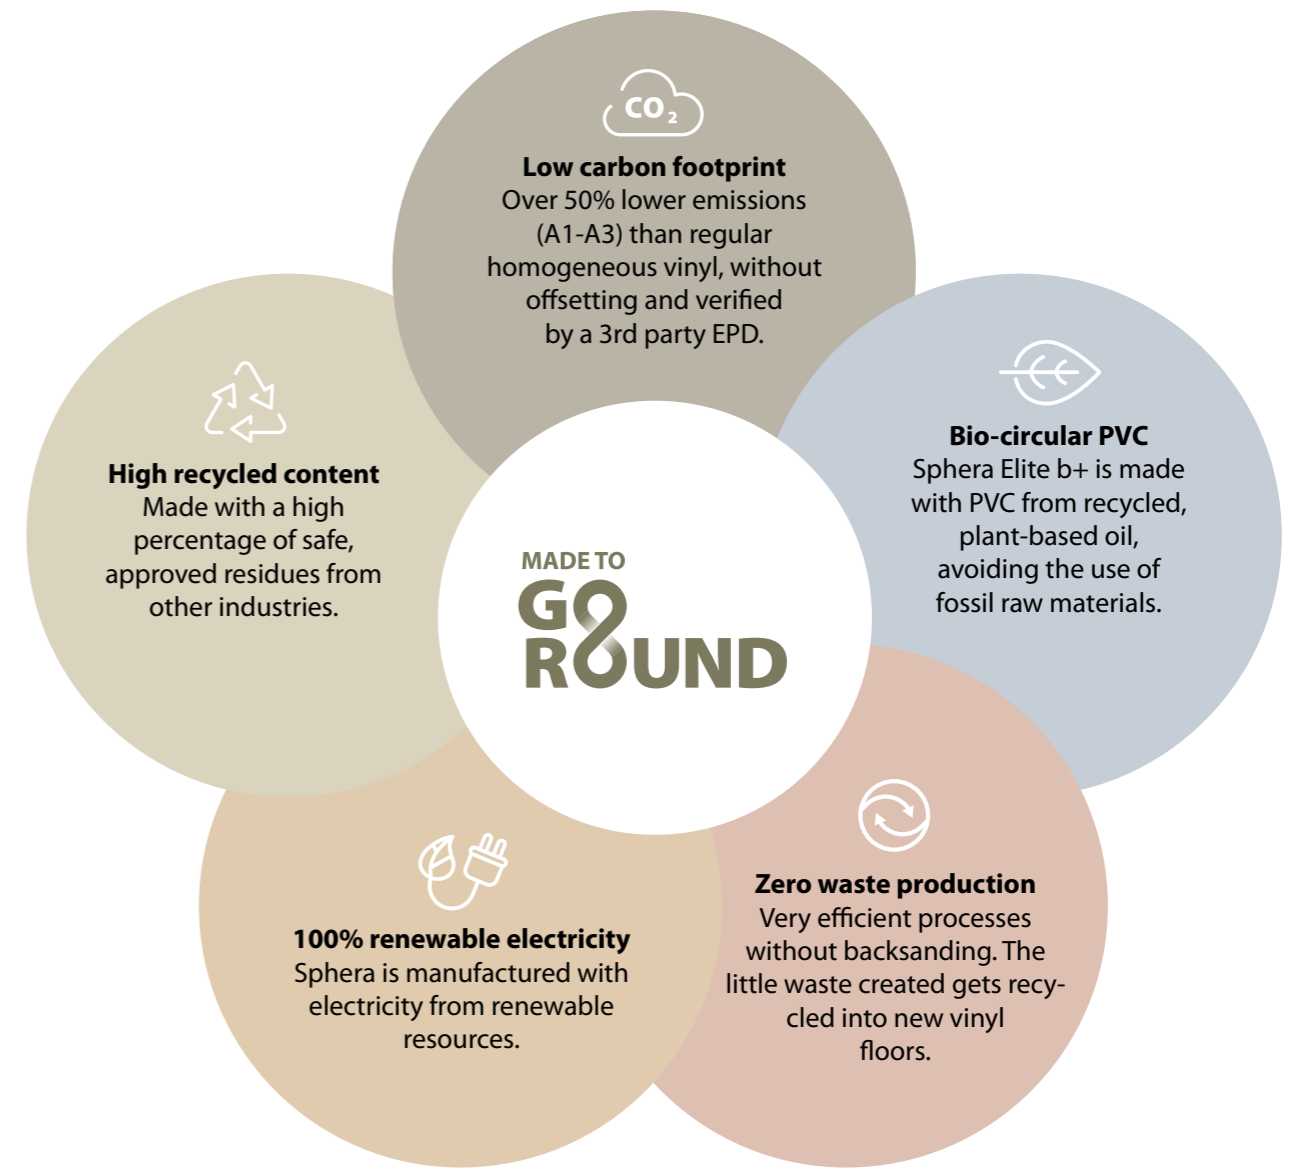 CO2
Low carbon footprint
Over 50% lower emissions
(A1-A3) than regular
homogeneous vinyl, without
offsetting and verified
by a 3rd party EPD.
Bio-circular PVC
Sphera Elite b+ is made
with PVC from recycled,
plant-based oil,
avoiding the use of
fossil raw materials.
High recycled content
Made with a high
percentage of safe,
approved residues from
other industries.
MADE TO
GO
ROUND
Zero waste production
Very efficient processes
without backsanding. The
little waste created gets recy-
cled into new vinyl
floors.
100% renewable electricity
Sphera is manufactured with
electricity from renewable
resources.